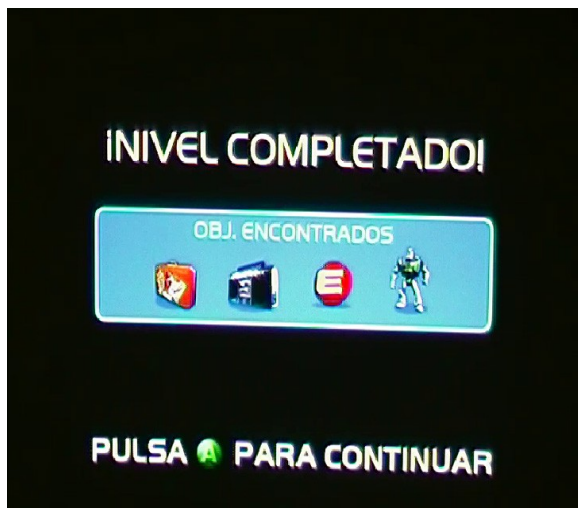 ¡NIVEL COMPLETADO!
OBJ. ENCONTRADOS
E
PULSA A PARA CONTINUAR